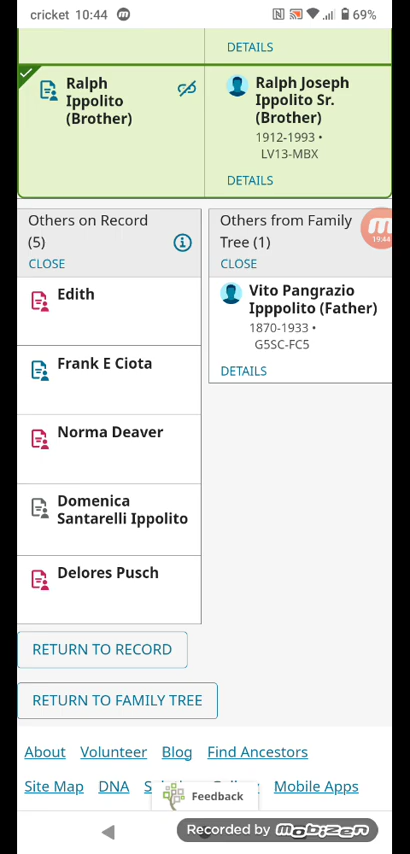 cricket 10:44 m 69%
DETAILS
Ralph
Ippolito
(Brother)
Ralph Joseph
Ippolito Sr.
(Brother)
1912-1993 •
LV13-MBX
DETAILS
Others on Record
(5)
CLOSE
Others from Family
Tree (1)
CLOSE
m
19:44
Edith
Vito Pangrazio
Ipppolito (Father)
1870-1933 •
G5SC-FC5
DETAILS
Frank E Ciota
Norma Deaver
Domenica
Santarelli Ippolito
Delores Pusch
RETURN TO RECORD
RETURN TO FAMILY TREE
About Volunteer Blog Find Ancestors
Site Map DNA Mobile Apps
Feedback
Recorded by mobizen